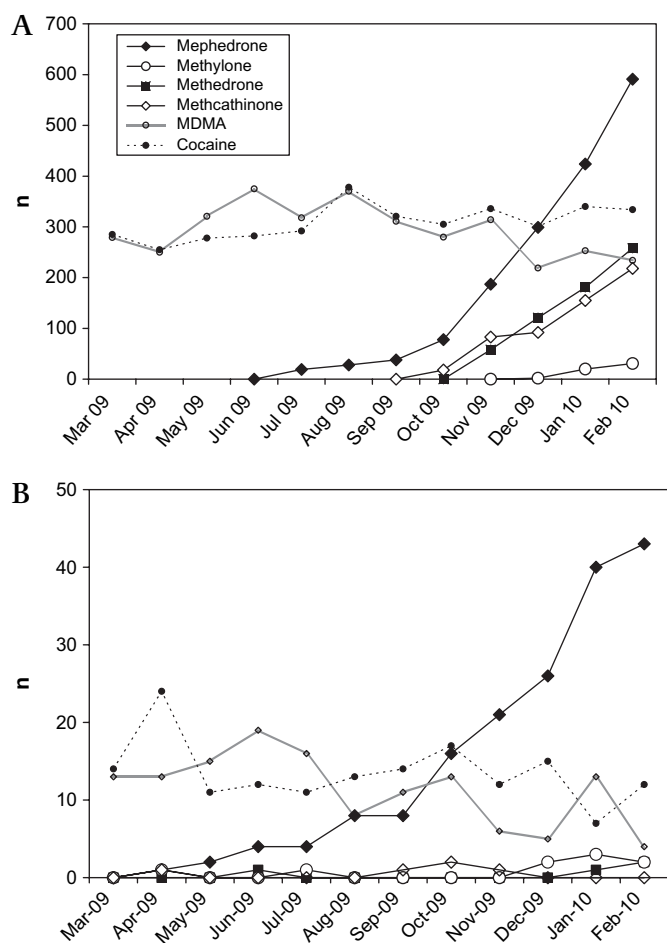 A
700
600
500
400
300
200
100
0
n
Mephedrone
Methylone
Methedrone
Methcathinone
MDMA
Cocaine
Mar 09
Apr 09
May 09
Jun 09
Jul 09
Aug 09
Sep 09
Oct 09
Nov 09
Dec 09
Jan 10
Feb 10
B
50
40
30
20
10
0
n
Mar-09
Apr-09
May-09
Jun-09
Jul-09
Aug-09
Sep-09
Oct-09
Nov-09
Dec-09
Jan-10
Feb-10